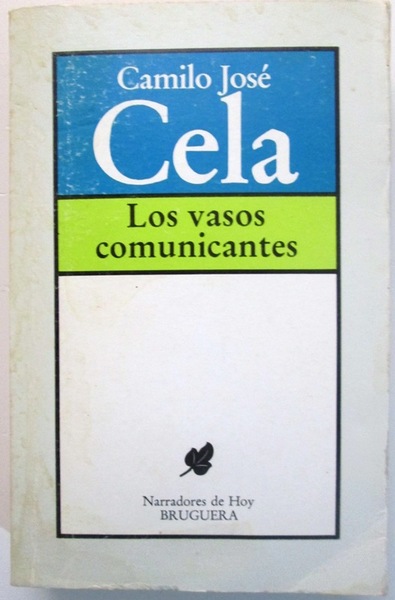 Camilo José
Cela
Los vasos
comunicantes
Narradores de Hoy
BRUGUERA